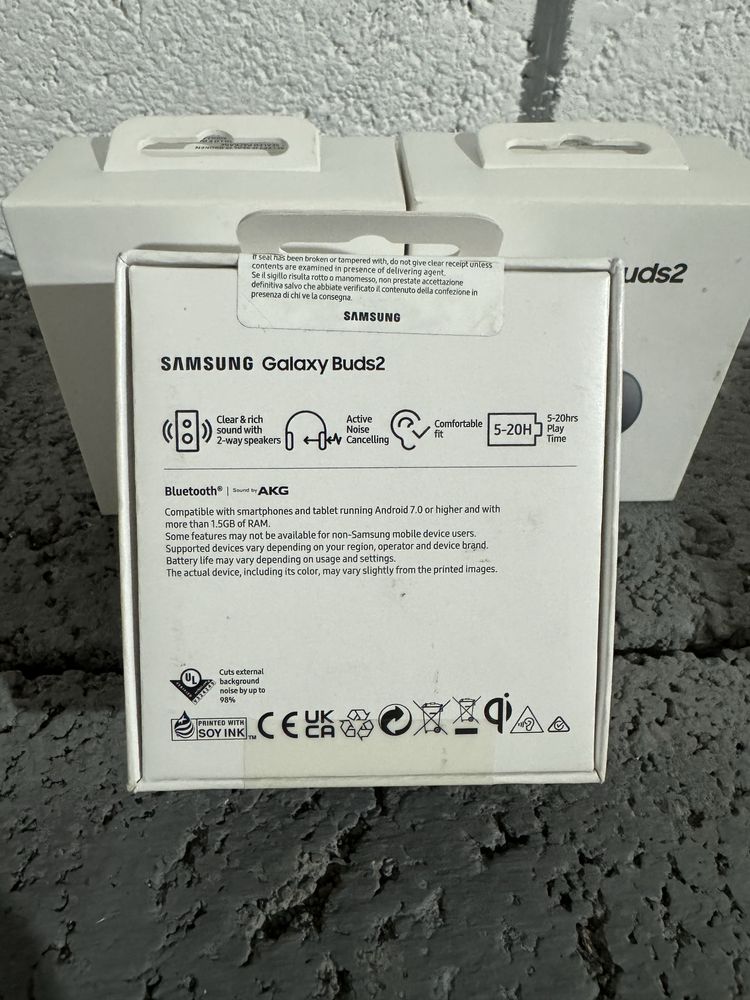 If seal has been broken or tampered with, do not give clear receipt unless
contents are examined in presence of delivering agent.
Se il sigillo risulta rotto o manomesso, non prestate accettazione
definitiva salvo che abbiate verificato il contenuto della confezione in
presenza di chi ve la consegna.
SAMSUNG
uds2
SAMSUNG Galaxy Buds2
Clear & rich
sound with
2-way speakers
Active
Noise
Cancelling
Comfortable
fit
5-20H
5-20hrs
Play
Time
Bluetooth® | Sound by AKG
Compatible with smartphones and tablet running Android 7.0 or higher and with
more than 1.5GB of RAM.
Some features may not be available for non-Samsung mobile device users.
Supported devices vary depending on your region, operator and device brand.
Battery life may vary depending on usage and settings.
The actual device, including its color, may vary slightly from the printed images.
UL
Cuts external
background
noise by up to
98%
PRINTED WITH
SOY INK™
CE
UK
CA
qi